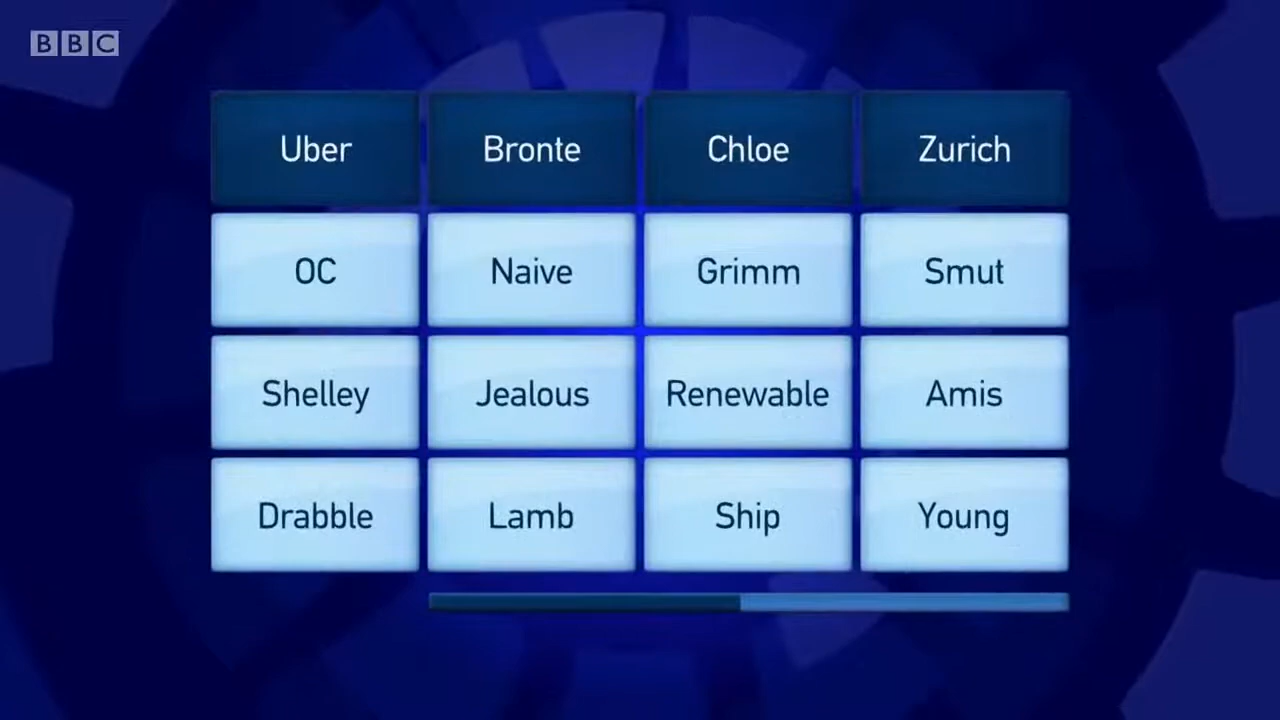 BBC
Uber Bronte Chloe Zurich
OC Naive Grimm Smut
Shelley Jealous Renewable Amis
Drabble Lamb Ship Young